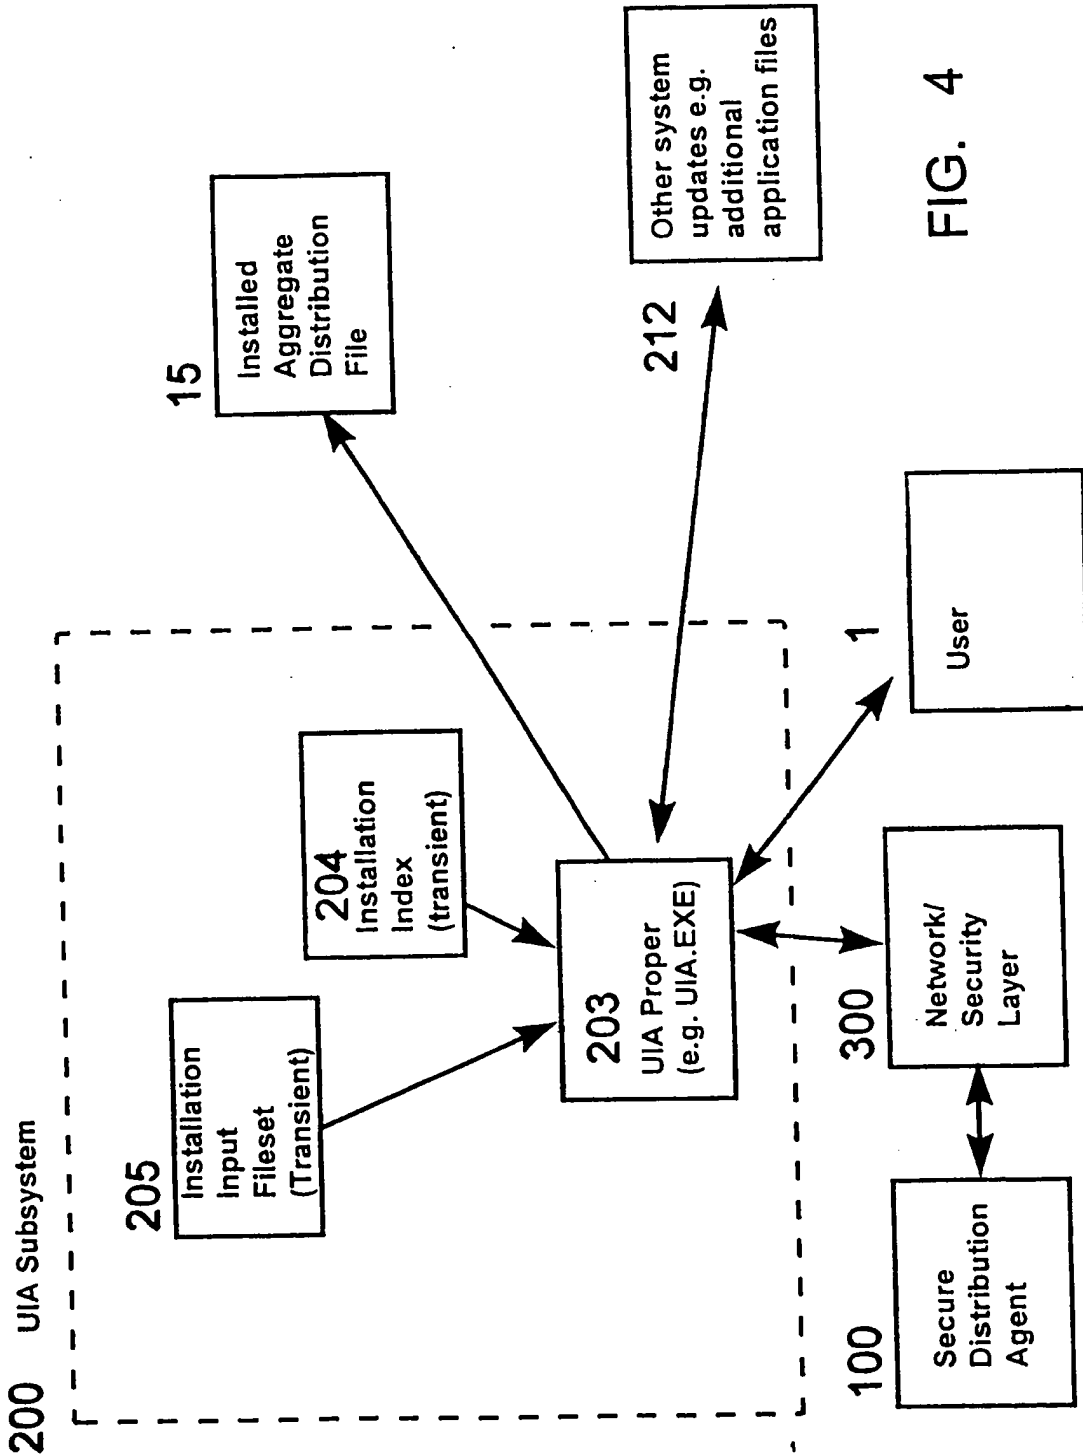 200 UIA Subsystem
205
Installation
Input
Fileset
(Transient)
204
Installation
Index
(transient)
15
Installed
Aggregate
Distribution
File
203
UIA Proper
(e.g. UIA.EXE)
212
Other system
updates e.g.
additional
application files
100
Secure
Distribution
Agent
300
Network/
Security
Layer
1
User
FIG. 4